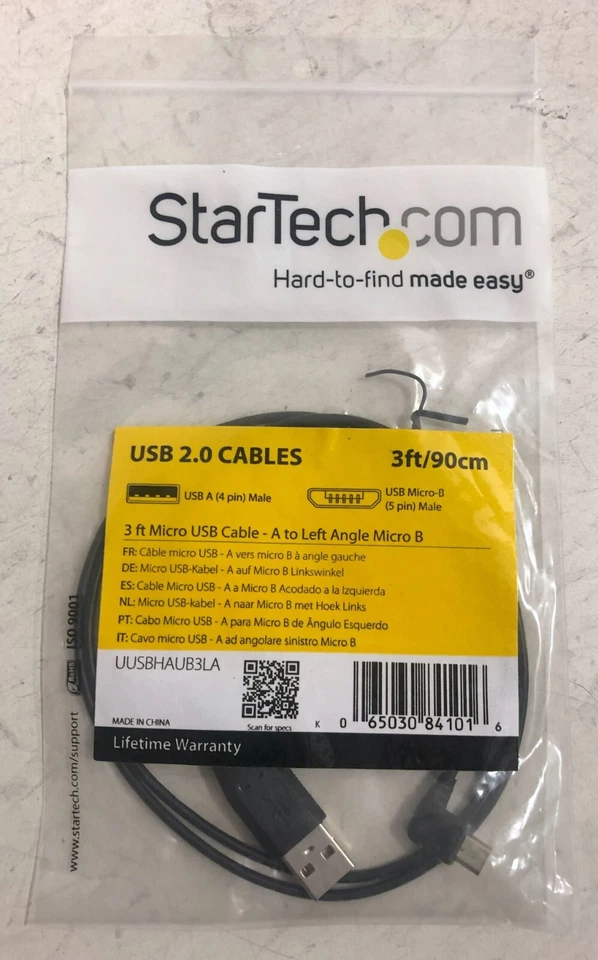 StarTech.com
Hard-to-find made easy®
USB 2.0 CABLES
3ft/90cm
USB A (4 pin) Male
USB Micro-B
(5 pin) Male
3 ft Micro USB Cable - A to Left Angle Micro B
FR: Câble micro USB - A vers micro B à angle gauche
DE: Micro USB-Kabel - A auf Micro B Linkswinkel
ES: Cable Micro USB - A a Micro B Acodado a la Izquierda
NL: Micro USB-kabel - A naar Micro B met Hoek Links
PT: Cabo Micro USB - A para Micro B de Ângulo Esquerdo
IT: Cavo micro USB - A ad angolare sinistro Micro B
UUSBHAUB3LA
MADE IN CHINA
Scan for specs
K 0 65030 84101 6
Lifetime Warranty
www.startech.com/support
RoHS
ISO 9001